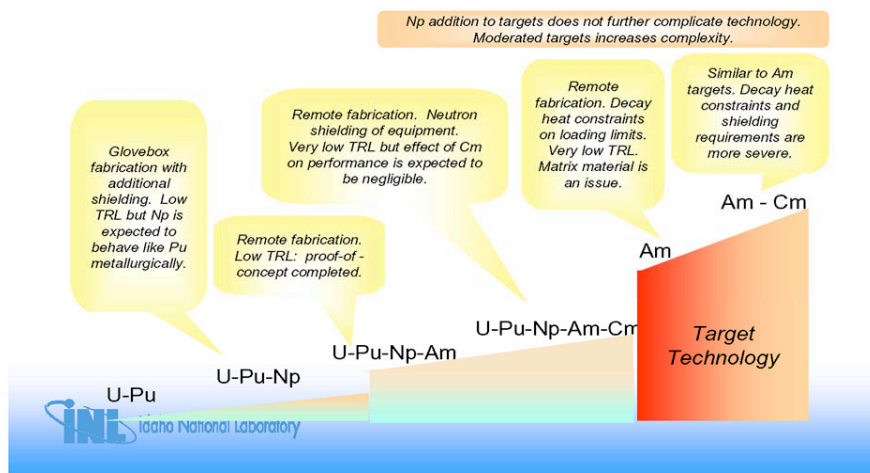 Np addition to targets does not further complicate technology.
Moderated targets increases complexity.
Glovebox
fabrication with
additional
shielding. Low
TRL but Np is
expected to
behave like Pu
metallurgically.
Remote fabrication.
Low TRL: proof-of -
concept completed.
Remote fabrication. Neutron
shielding of equipment.
Very low TRL but effect of Cm
on performance is expected to
be negligible.
Remote
fabrication. Decay
heat constraints
on loading limits.
Very low TRL.
Matrix material is
an issue.
Similar to Am
targets. Decay heat
constraints and
shielding
requirements are
more severe.
U-Pu
U-Pu-Np
U-Pu-Np-Am
U-Pu-Np-Am-Cm
Am
Am - Cm
Target
Technology
INL Idaho National Laboratory